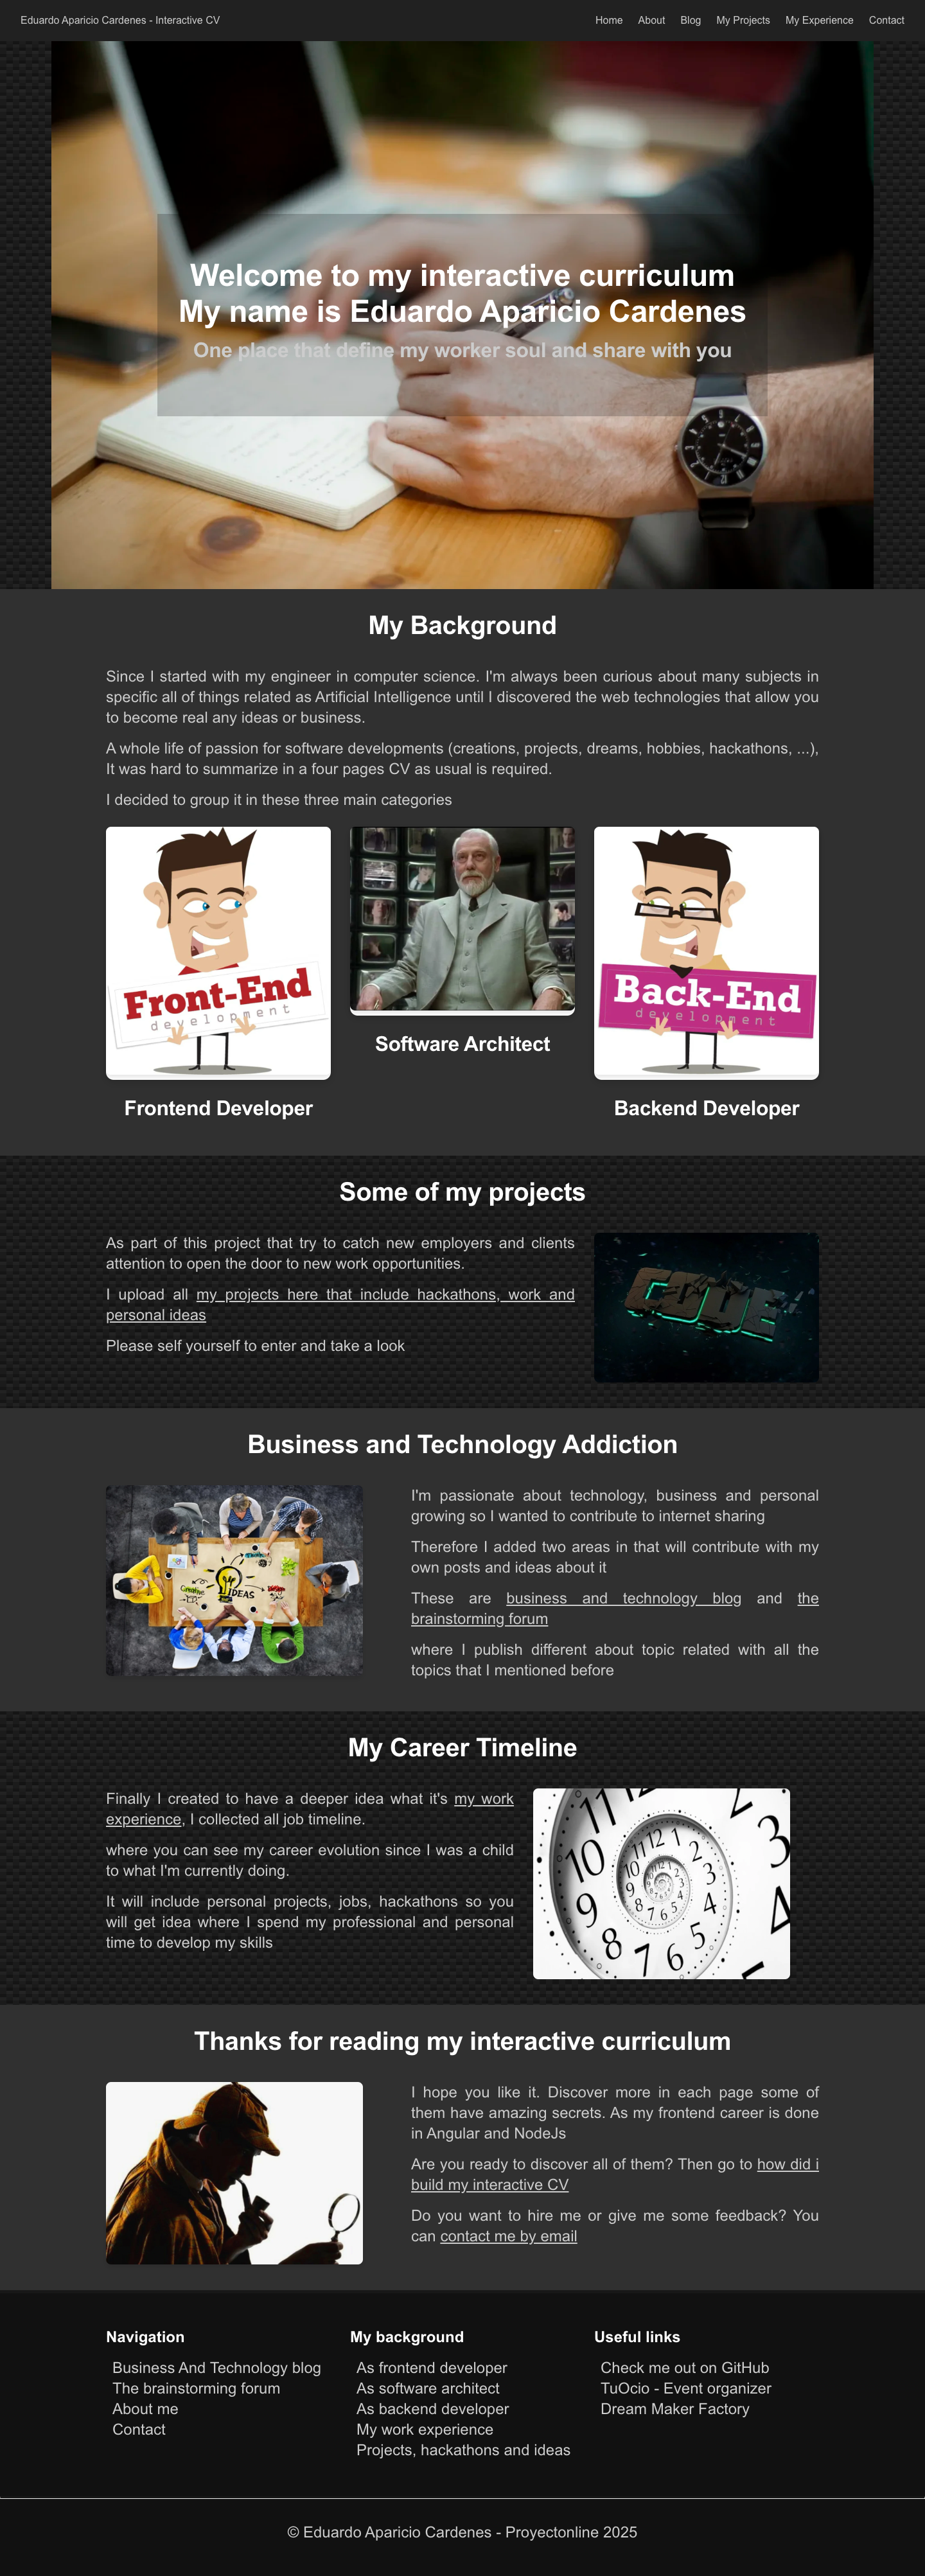 Eduardo Aparicio Cardenes - Interactive CV
Home About Blog My Projects My Experience Contact
Welcome to my interactive curriculum
My name is Eduardo Aparicio Cardenes
One place that define my worker soul and share with you
My Background
Since I started with my engineer in computer science. I'm always been curious about many subjects in
specific all of things related as Artificial Intelligence until I discovered the web technologies that allow you
to become real any ideas or business.
A whole life of passion for software developments (creations, projects, dreams, hobbies, hackathons, ...),
It was hard to summarize in a four pages CV as usual is required.
I decided to group it in these three main categories
Front-End
development
Frontend Developer
Software Architect
Back-End
development
Backend Developer
Some of my projects
As part of this project that try to catch new employers and clients
attention to open the door to new work opportunities.
I upload all my projects here that include hackathons, work and
personal ideas
Please self yourself to enter and take a look
CODE
Business and Technology Addiction
Creative
IDEAS
I'm passionate about technology, business and personal
growing so I wanted to contribute to internet sharing
Therefore I added two areas in that will contribute with my
own posts and ideas about it
These are business and technology blog and the
brainstorming forum
where I publish different about topic related with all the
topics that I mentioned before
My Career Timeline
Finally I created to have a deeper idea what it's my work
experience, I collected all job timeline.
where you can see my career evolution since I was a child
to what I'm currently doing.
It will include personal projects, jobs, hackathons so you
will get idea where I spend my professional and personal
time to develop my skills
Thanks for reading my interactive curriculum
I hope you like it. Discover more in each page some of
them have amazing secrets. As my frontend career is done
in Angular and NodeJs
Are you ready to discover all of them? Then go to how did i
build my interactive CV
Do you want to hire me or give me some feedback? You
can contact me by email
Navigation
Business And Technology blog
The brainstorming forum
About me
Contact
My background
As frontend developer
As software architect
As backend developer
My work experience
Projects, hackathons and ideas
Useful links
Check me out on GitHub
TuOcio - Event organizer
Dream Maker Factory
© Eduardo Aparicio Cardenes - Proyectonline 2025